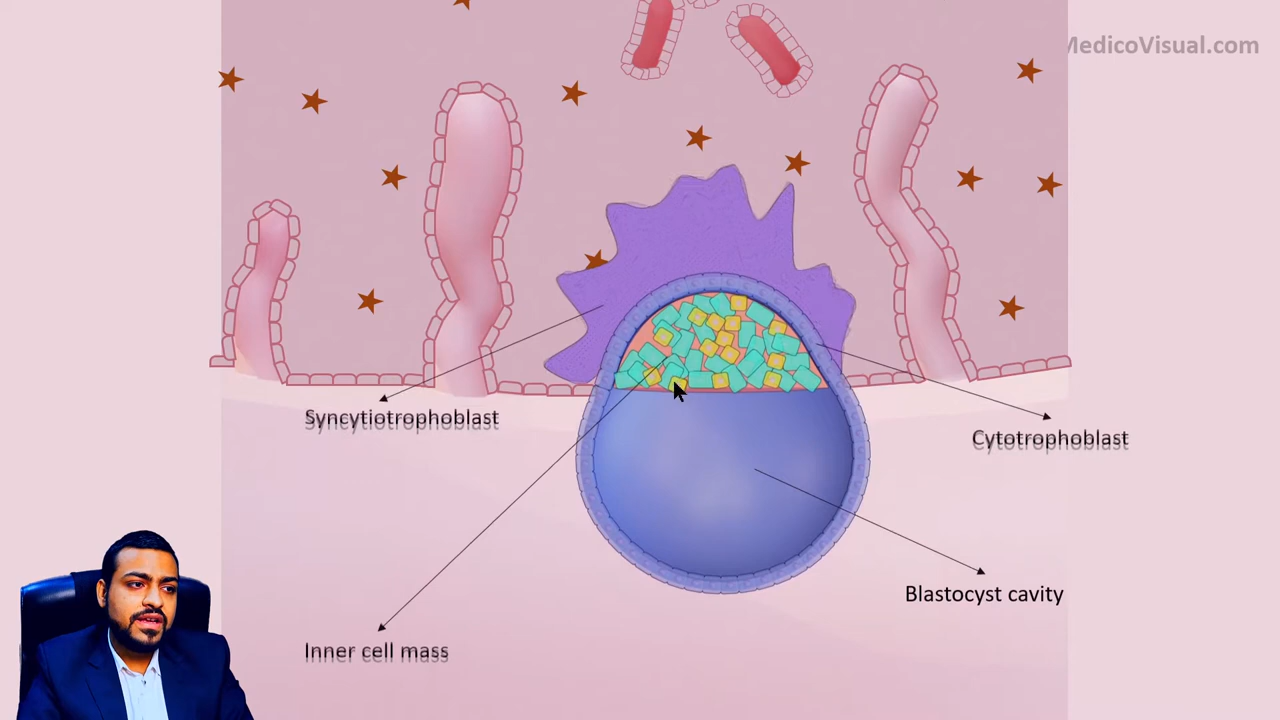 MedicoVisual.com
Syncytiotrophoblast
Cytotrophoblast
Blastocyst cavity
Inner cell mass